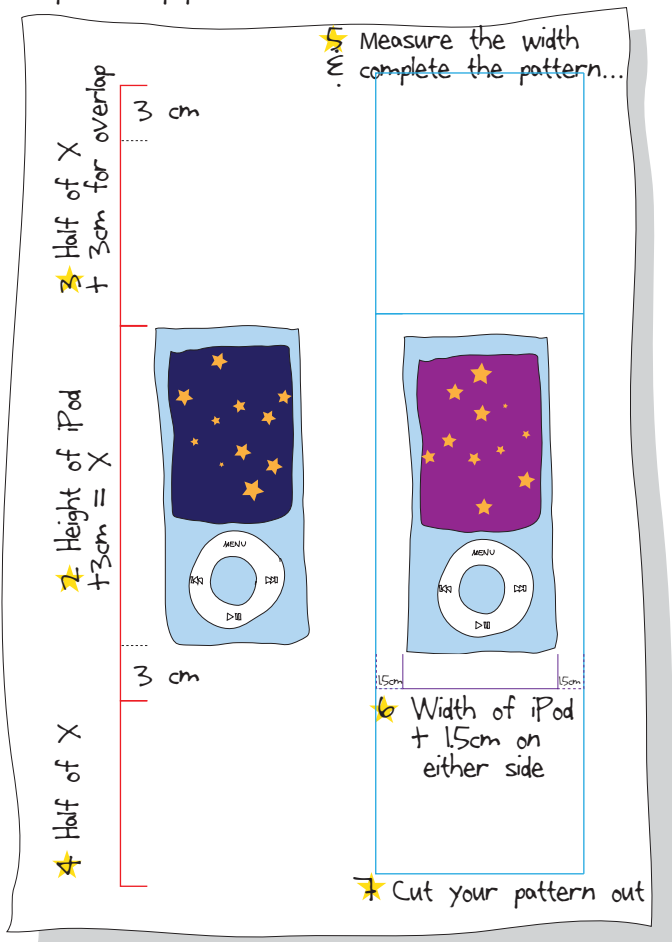 3 cm
3 Half of X
+ 3cm for overlap
2 Height of iPod
+3cm = X
MENU
3 cm
4 Half of X
5 Measure the width
& complete the pattern...
MENU
1.5cm
1.5cm
6 Width of iPod
+ 1.5cm on
either side
7 Cut your pattern out